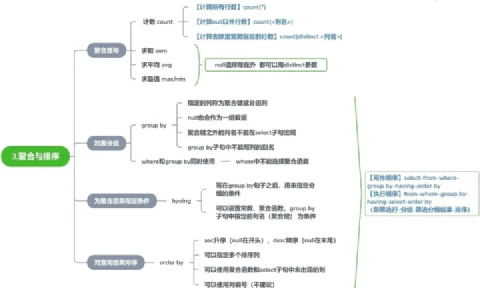 3.聚合与排序
聚合查询
计数 count
【计算所有行数】count(*)
【计算null以外行数】count(<列名>)
【计算去除重复数据后的行数】count(distinct <列名>)
求和 sum
求平均 avg
求最值 max/min
null值排除在外 都可以用distinct参数
对表分组
group by
指定的列称为聚合键或分组列
null也会作为一组数据
聚合键之外的列名不能在select子句出现
group by子句中不能写列的别名
where和group by同时使用
where中不能选择聚合函数
为聚合结果指定条件
having
写在group by句子之后，用来指定分
组的条件
可以设置常数、聚合函数、group by
子句中指定的列名（聚合键）为条件
对查询结果排序
order by
asc升序（null在开头），desc降序（null在末尾）
可以指定多个排序列
可以使用聚合函数和select子句中未出现的列
可以使用列编号（不建议）
【写作顺序】select-from-where-
group by-having-order by
【执行顺序】from-where-group by-
having-select-order by
（即筛选行-分组-筛选分组结果-排序）